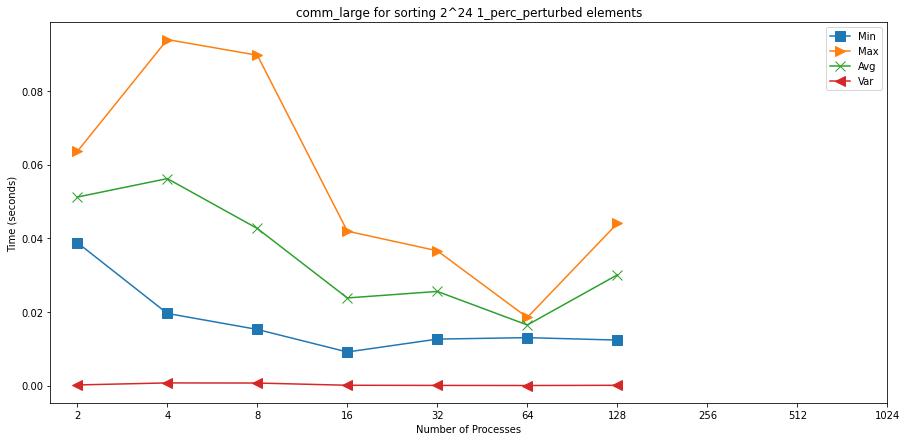 comm_large for sorting 2^24 1_perc_perturbed elements
Min
Max
Avg
Var
Time (seconds)
0.08
0.06
0.04
0.02
0.00
2 4 8 16 32 64 128 256 512 1024
Number of Processes